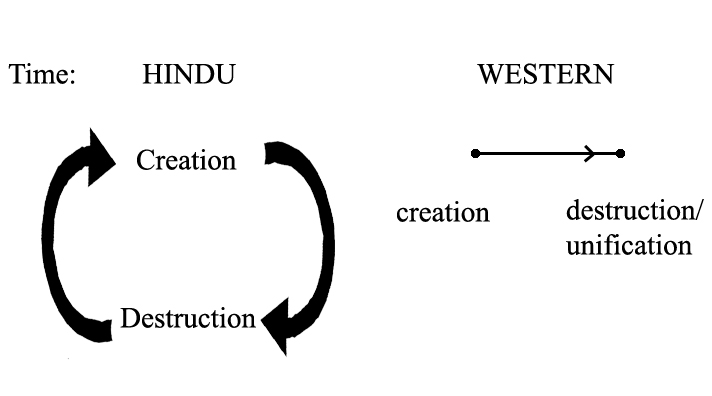 Time: HINDU WESTERN
Creation
creation
destruction/
unification
Destruction